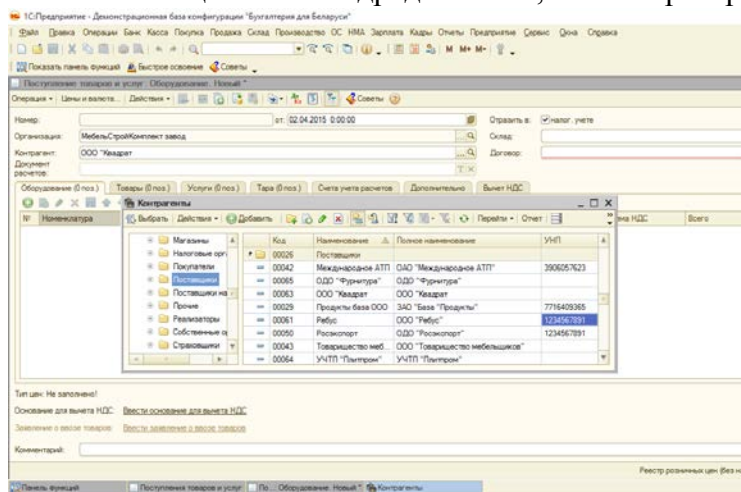 1С:Предприятие - Демонстрационная база конфигурации "Бухгалтерия для Беларуси"
Файл Правка Операции Банк Касса Покупка Продажа Склад Производство ОС НМА Зарплата Кадры Отчеты Предприятие Сервис Окна Справка
M M+ M-
Показать панель функций Быстрое освоение Советы
Поступление товаров и услуг: Оборудование. Новый *
Операция Цены и валюта... Действия Советы
Номер: от: 02.04.2015 0:00:00 Отразить в: налог. учете
Организация: МебельСтройКомплект завод Склад:
Контрагент: ООО "Квадрат Договор:
Документ расчетов:
Оборудование (0 поз.) Товары (0 поз.) Услуги (0 поз.) Тара (0 поз.) Счета учета расчетов Дополнительно Вычет НДС
№ Номенклатура Всего
Контрагенты
Выбрать Действия Добавить Перейти Отчет
Код Наименование Полное наименование УНП
Магазины
Налоговые орг
Покупатели
Поставщики
Поставщики на
Прочие
Реализаторы
Собственные о
Страховщики
00026 Поставщики
00042 Международное АТП ОАО "Международное АТП" 3906057623
00065 ОДО "Фурнитура" ОДО "Фурнитура"
00063 ООО "Квадрат ООО "Квадрат
00029 Продукты база ООО ЗАО "База "Продукты" 7716409365
00061 Ребус ООО "Ребус" 1234567891
00050 Росэкспорт ОДО "Росэкспорт" 1234567891
00043 Товарищество меб... ООО "Товарищество мебельщиков"
00064 УЧТП "Плитпром" УЧТП "Плитпром"
Тип цен: Не заполнено!
Основание для вычета НДС: Ввести основание для вычета НДС
Заявление о ввозе товаров: Ввести заявление о ввозе товаров
Комментарий:
Реестр розничных цен (без
Панель функций Поступления товаров и услуг По...: Оборудование. Новый * Контрагенты